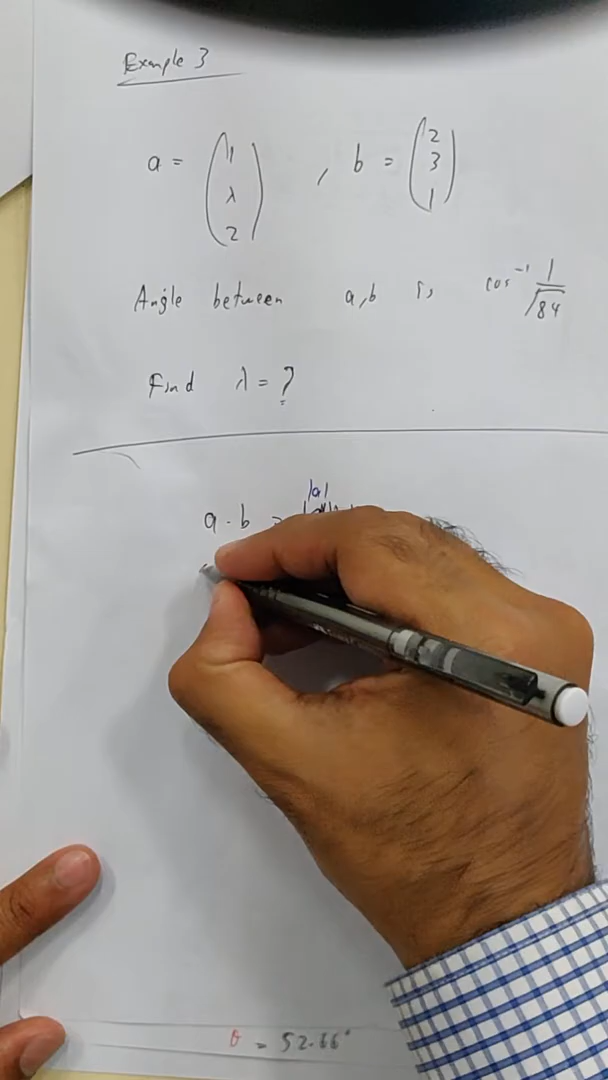 Example 3
a = (1 λ 2) , b = (2 3 1)
Angle between a,b is cos⁻¹ 1/√84
Find λ = ?
|a|
a · b =
θ = 52.66°